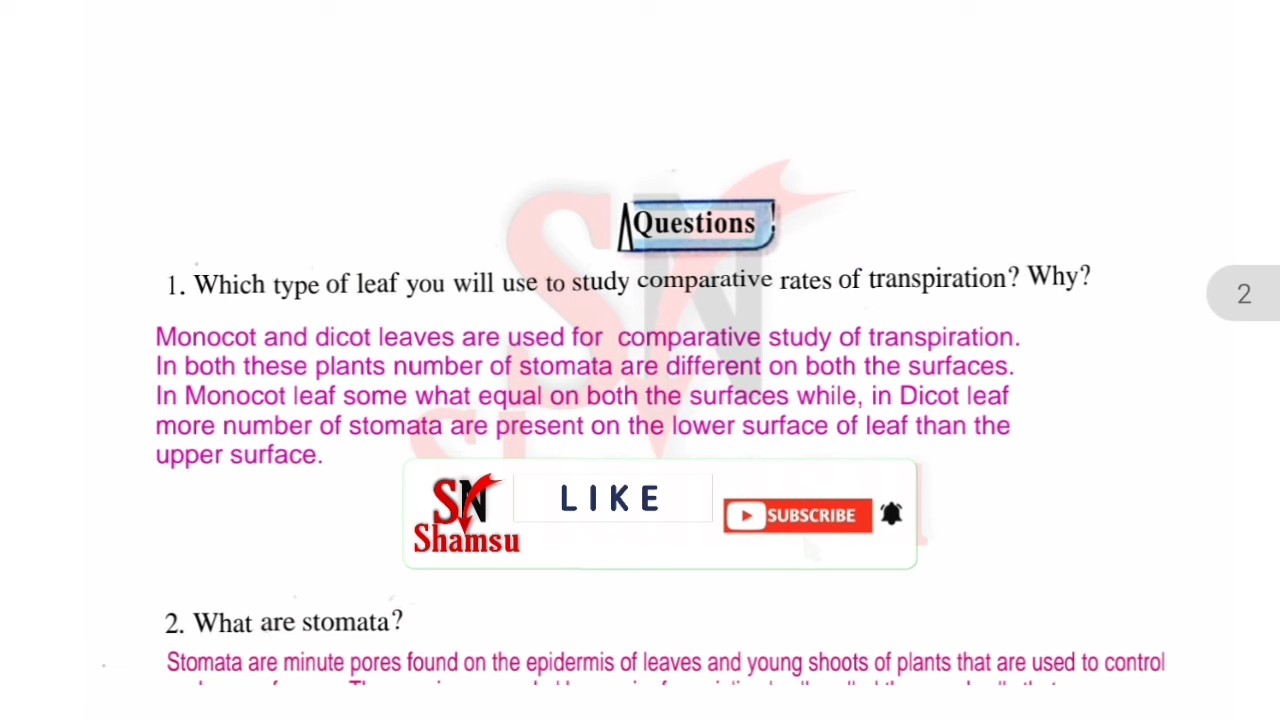 Questions
1. Which type of leaf you will use to study comparative rates of transpiration? Why?
2
Monocot and dicot leaves are used for comparative study of transpiration.
In both these plants number of stomata are different on both the surfaces.
In Monocot leaf some what equal on both the surfaces while, in Dicot leaf
more number of stomata are present on the lower surface of leaf than the
upper surface.
SN
Shamsu
LIKE
SUBSCRIBE
2. What are stomata?
Stomata are minute pores found on the epidermis of leaves and young shoots of plants that are used to control